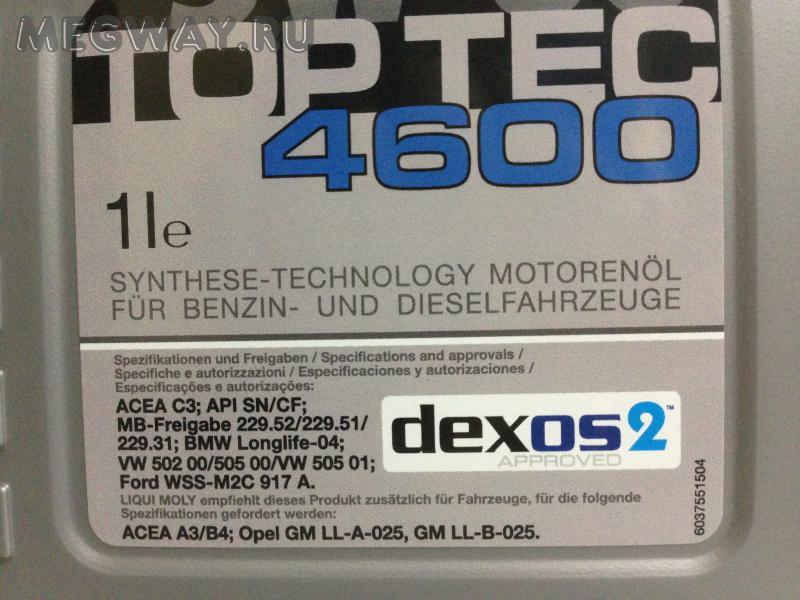 MEGWAY.RU
TOP TEC
4600
1 l e
SYNTHESE-TECHNOLOGY MOTORENÖL
FÜR BENZIN- UND DIESELFAHRZEUGE
Spezifikationen und Freigaben / Specifications and approvals /
Specifiche e autorizzazioni / Especificaciones y autorizaciones /
Especificações e autorizações:
ACEA C3; API SN/CF;
MB-Freigabe 229.52/229.51/
229.31; BMW Longlife-04;
VW 502 00/505 00/VW 505 01;
Ford WSS-M2C 917 A.
dexos2™
APPROVED
LIQUI MOLY empfiehlt dieses Produkt zusätzlich für Fahrzeuge, für die folgende
Spezifikationen gefordert werden:
ACEA A3/B4; Opel GM LL-A-025, GM LL-B-025.
6037551504